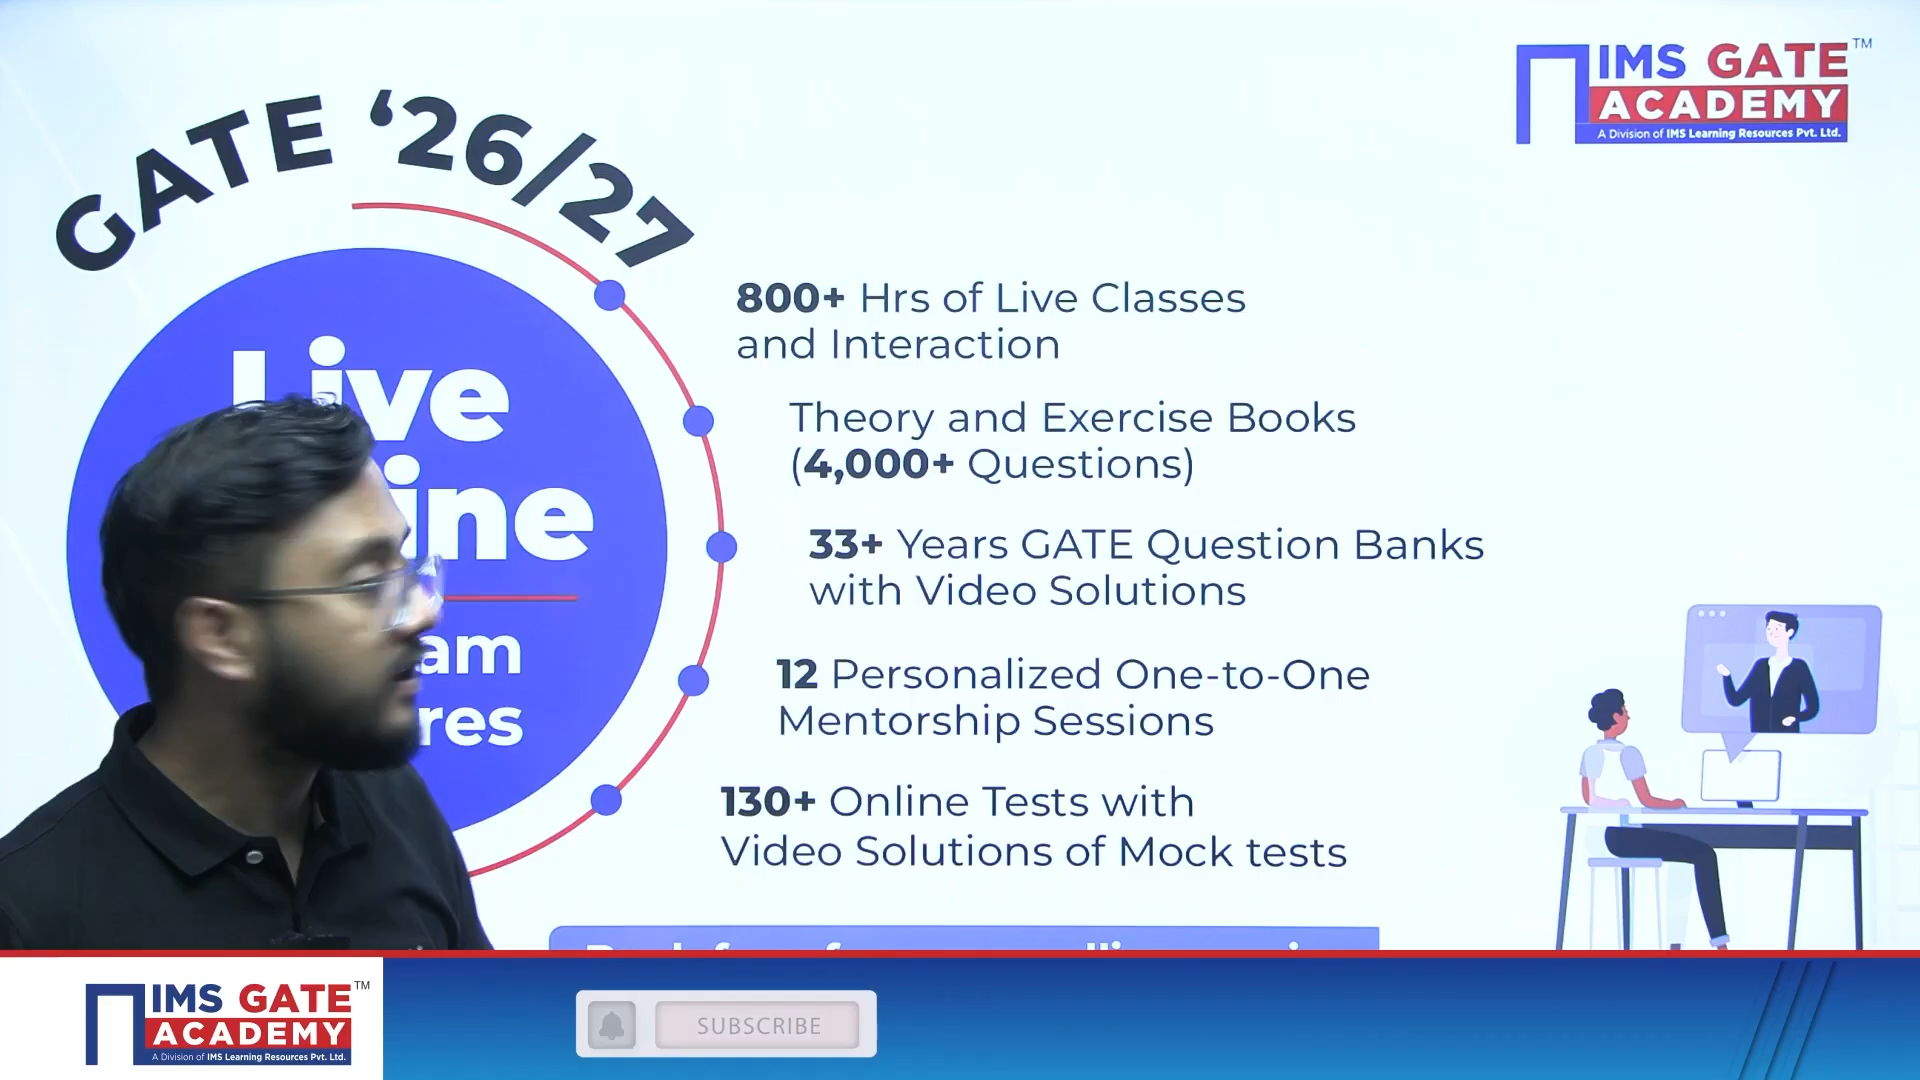 GATE ‘26/27
IMS GATE
ACADEMY
TM
A Division of IMS Learning Resources Pvt. Ltd.
Live
800+ Hrs of Live Classes
and Interaction
Theory and Exercise Books
(4,000+ Questions)
33+ Years GATE Question Banks
with Video Solutions
12 Personalized One-to-One
Mentorship Sessions
130+ Online Tests with
Video Solutions of Mock tests
IMS GATE
ACADEMY
TM
A Division of IMS Learning Resources Pvt. Ltd.
SUBSCRIBE